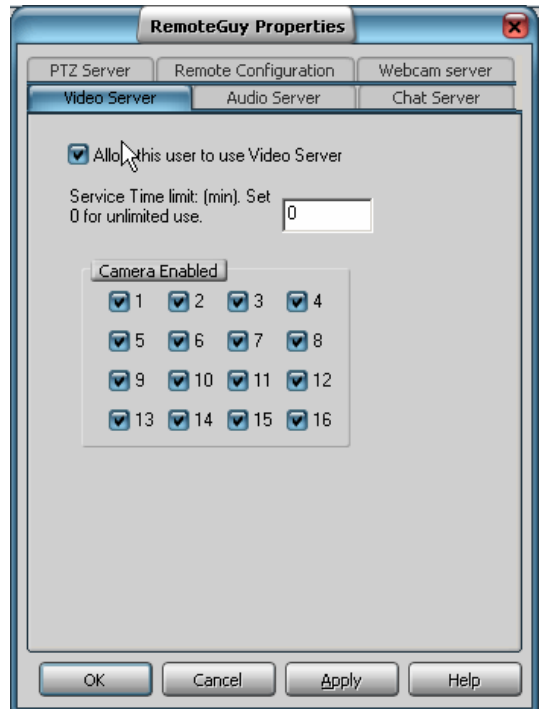 RemoteGuy Properties
PTZ Server Remote Configuration Webcam server
Video Server Audio Server Chat Server
Allow this user to use Video Server
Service Time limit: (min). Set
0 for unlimited use.
0
Camera Enabled
1 2 3 4
5 6 7 8
9 10 11 12
13 14 15 16
OK Cancel Apply Help